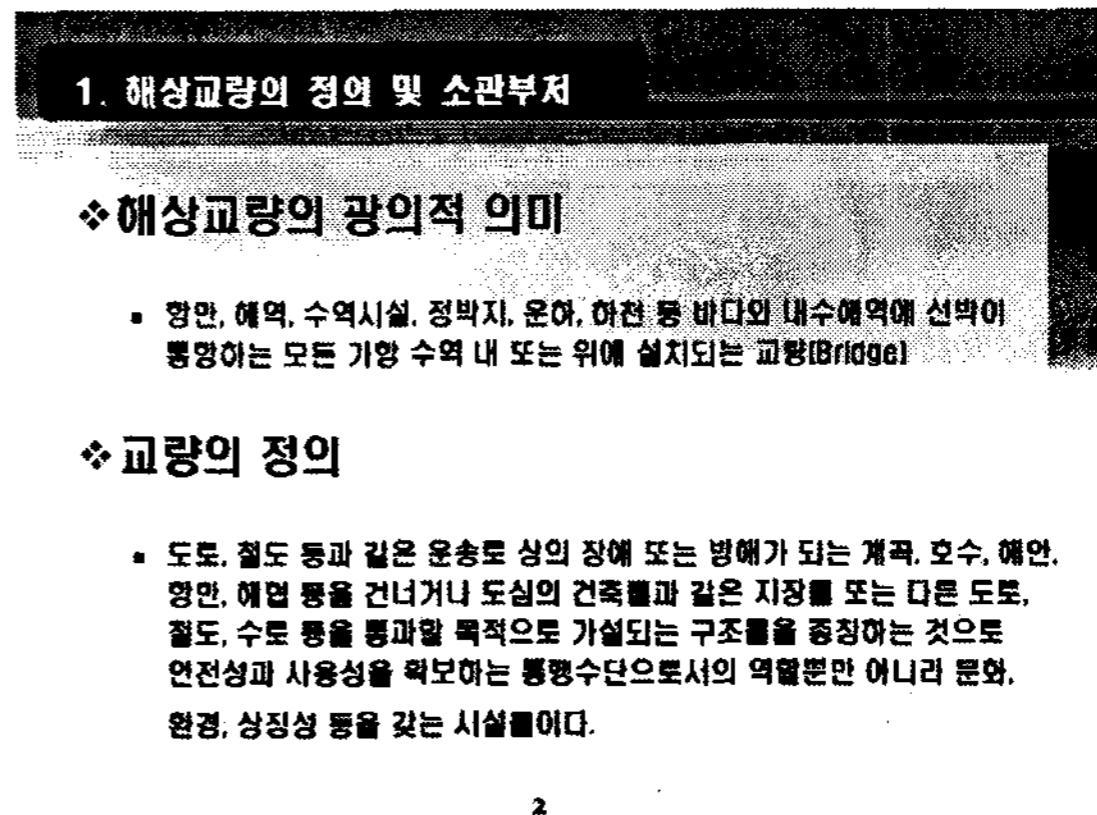 1. 해상교량의 정의 및 소관부처
❖해상교량의 광의적 의미
▪ 항만, 해역, 수역시설, 정박지, 운하, 하천 등 바다와 내수해역에 선박이
통항하는 모든 가항 수역 내 또는 위에 설치되는 교량(Bridge)
❖교량의 정의
▪ 도로, 철도 등과 같은 운송로 상의 장애 또는 방해가 되는 계곡, 호수, 해안,
항만, 해협 등을 건너거나 도심의 건축물과 같은 지장물 또는 다른 도로,
철도, 수로 등을 통과할 목적으로 가설되는 구조물을 총칭하는 것으로
안전성과 사용성을 확보하는 통행수단으로서의 역할뿐만 아니라 문화,
환경, 상징성 등을 갖는 시설물이다.
2